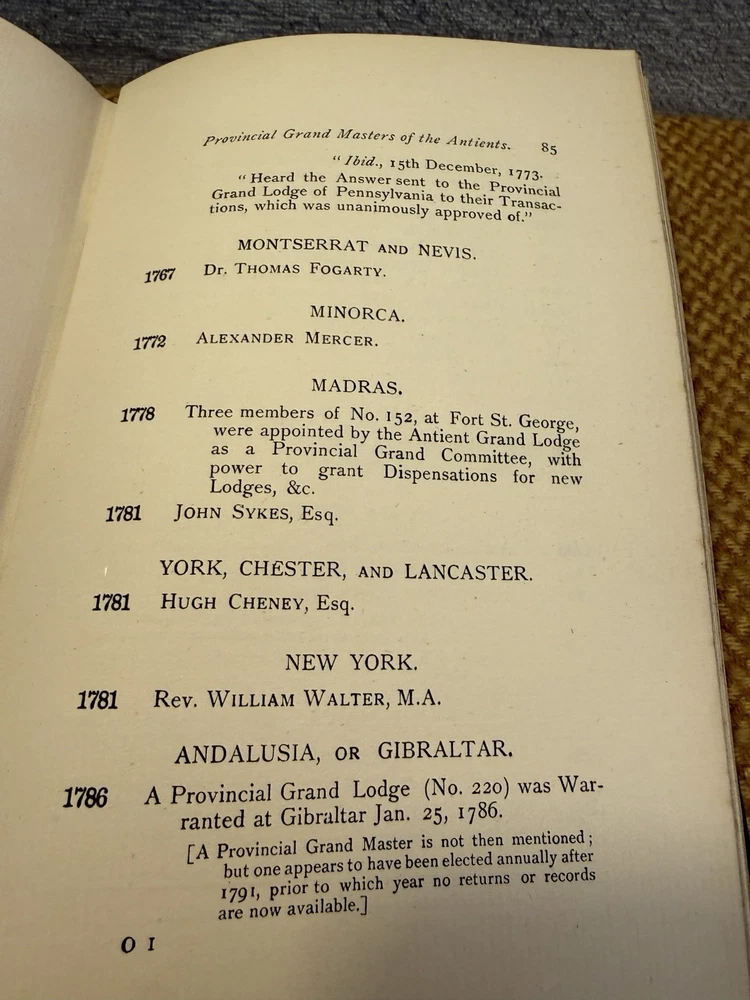 Provincial Grand Masters of the Antients. 85
"Ibid., 15th December, 1773.
"Heard the Answer sent to the Provincial
Grand Lodge of Pennsylvania to their Transac-
tions, which was unanimously approved of."
MONTSERRAT AND NEVIS.
1767 Dr. THOMAS FOGARTY.
MINORCA.
1772 ALEXANDER MERCER.
MADRAS.
1778 Three members of No. 152, at Fort St. George,
were appointed by the Antient Grand Lodge
as a Provincial Grand Committee, with
power to grant Dispensations for new
Lodges, &c.
1781 JOHN SYKES, Esq.
YORK, CHESTER, AND LANCASTER.
1781 HUGH CHENEY, Esq.
NEW YORK.
1781 Rev. WILLIAM WALTER, M.A.
ANDALUSIA, OR GIBRALTAR.
1786 A Provincial Grand Lodge (No. 220) was War-
ranted at Gibraltar Jan. 25, 1786.
[A Provincial Grand Master is not then mentioned;
but one appears to have been elected annually after
1791, prior to which year no returns or records
are now available.]
O I